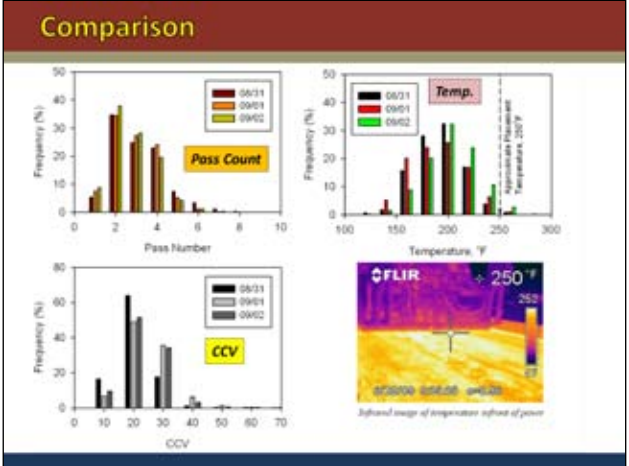 Comparison
50
40
30
20
10
0
Frequency (%)
08/31
09/01
09/02
Pass Count
0 2 4 6 8 10
Pass Number
50
40
30
20
10
0
Frequency (%)
08/31
09/01
09/02
Temp.
Approximate Placement
Temperature, 250°F
100 150 200 250 300
Temperature, °F
80
60
40
20
0
Frequency (%)
08/31
09/01
09/02
CCV
0 10 20 30 40 50 60 70
CCV
FLIR
250 °F
Infrared image of temperature infront of paver